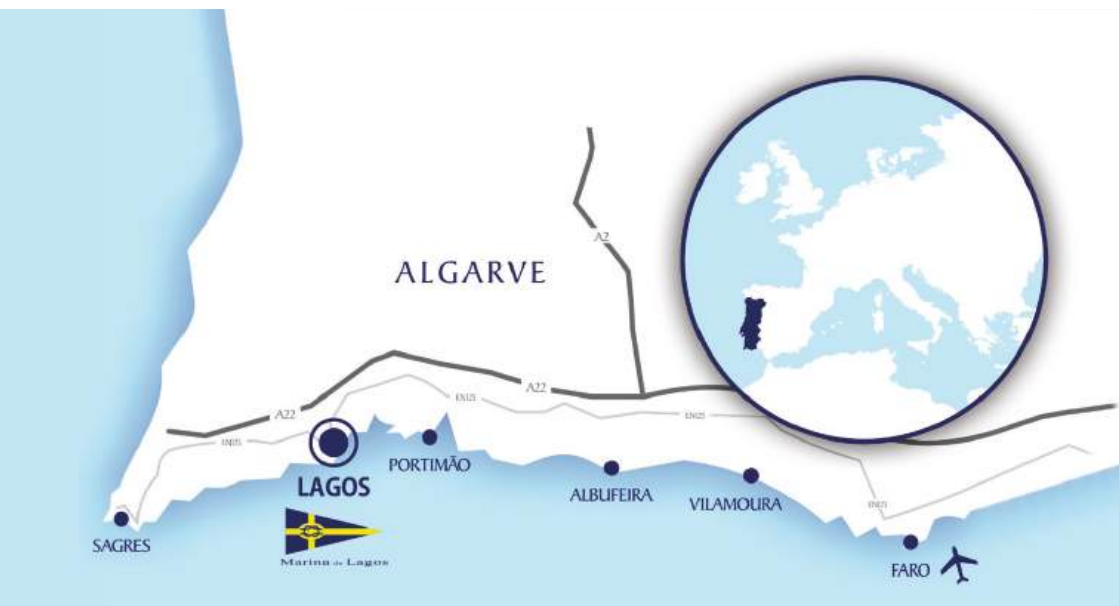 A2
ALGARVE
A22
A22
EN125
EN125
EN125
LAGOS
PORTIMÃO
ALBUFEIRA
VILAMOURA
EN125
SAGRES
Marina de Lagos
FARO